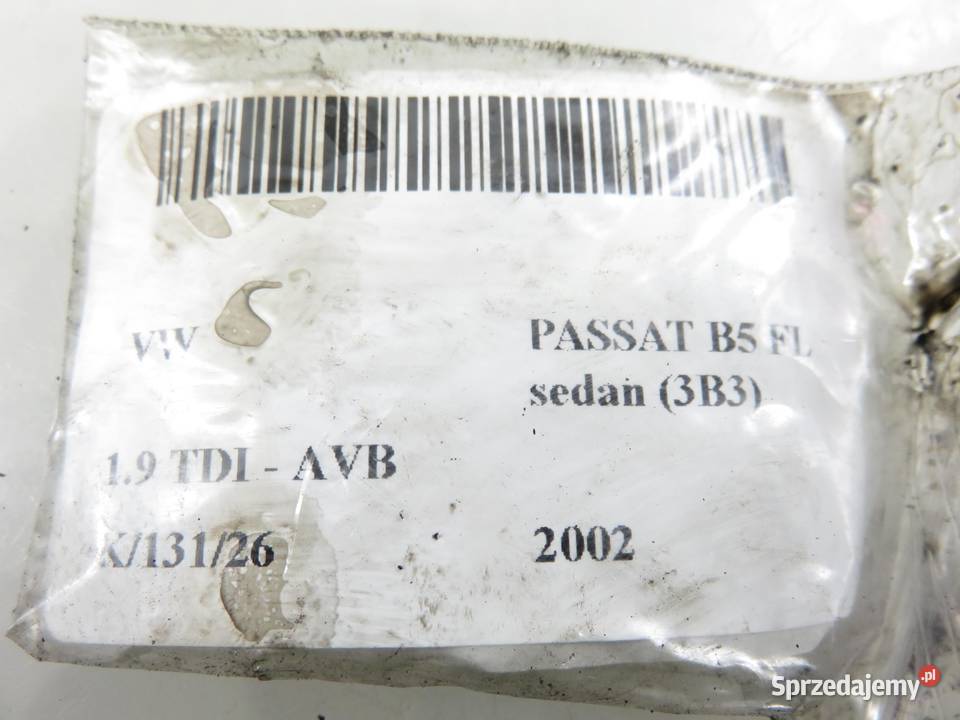 VW
PASSAT B5 FL
sedan (3B3)
1.9 TDI - AVB
K/131/26
2002
Sprzedajemy.pl